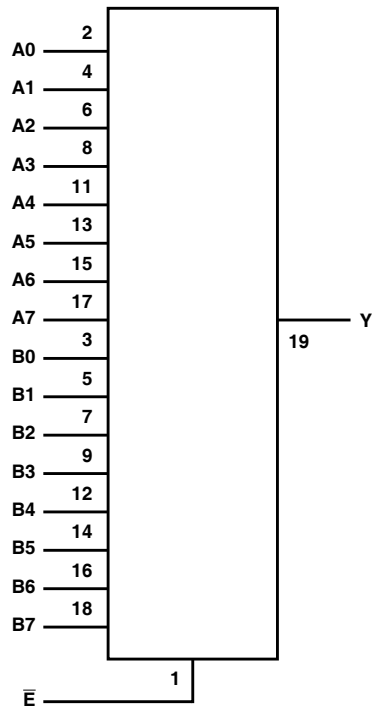 A0 2
A1 4
A2 6
A3 8
A4 11
A5 13
A6 15
A7 17
Y 19
B0 3
B1 5
B2 7
B3 9
B4 12
B5 14
B6 16
B7 18
E̅ 1